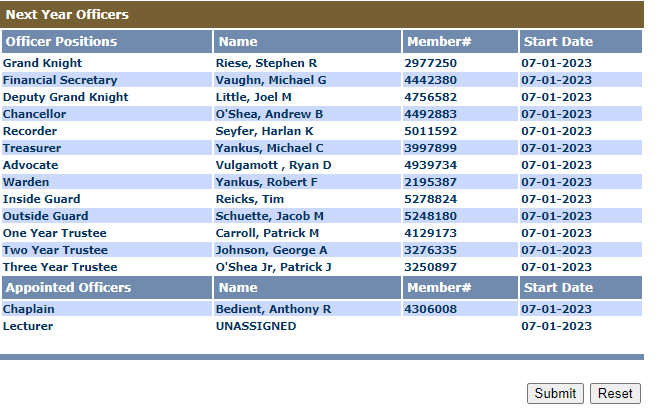 Next Year Officers
Officer Positions Name Member# Start Date
Grand Knight Riese, Stephen R 2977250 07-01-2023
Financial Secretary Vaughn, Michael G 4442380 07-01-2023
Deputy Grand Knight Little, Joel M 4756582 07-01-2023
Chancellor O'Shea, Andrew B 4492883 07-01-2023
Recorder Seyfer, Harlan K 5011592 07-01-2023
Treasurer Yankus, Michael C 3997899 07-01-2023
Advocate Vulgamott , Ryan D 4939734 07-01-2023
Warden Yankus, Robert F 2195387 07-01-2023
Inside Guard Reicks, Tim 5278824 07-01-2023
Outside Guard Schuette, Jacob M 5248180 07-01-2023
One Year Trustee Carroll, Patrick M 4129173 07-01-2023
Two Year Trustee Johnson, George A 3276335 07-01-2023
Three Year Trustee O'Shea Jr, Patrick J 3250897 07-01-2023
Appointed Officers Name Member# Start Date
Chaplain Bedient, Anthony R 4306008 07-01-2023
Lecturer UNASSIGNED 07-01-2023
Submit Reset